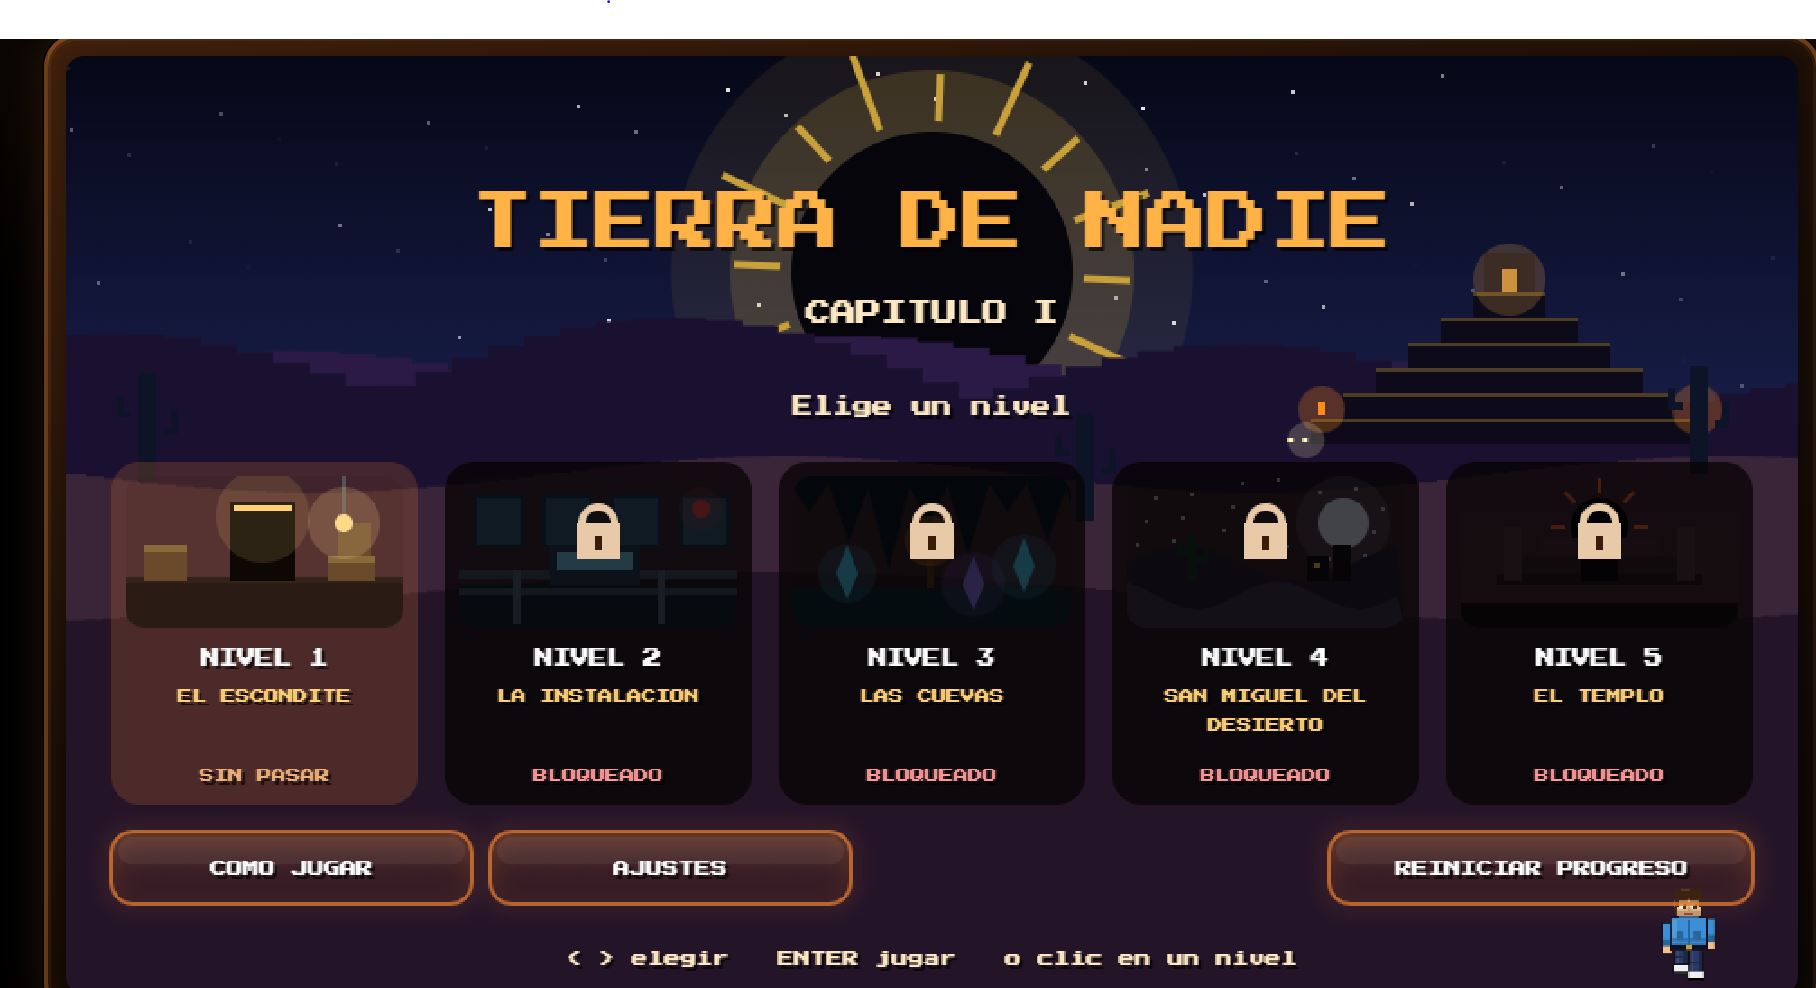 TIERRA DE NADIE
CAPITULO I
Elige un nivel
NIVEL 1
EL ESCONDITE
SIN PASAR
NIVEL 2
LA INSTALACION
BLOQUEADO
NIVEL 3
LAS CUEVAS
BLOQUEADO
NIVEL 4
SAN MIGUEL DEL
DESIERTO
BLOQUEADO
NIVEL 5
EL TEMPLO
BLOQUEADO
COMO JUGAR
AJUSTES
REINICIAR PROGRESO
< > elegir   ENTER jugar   o clic en un nivel